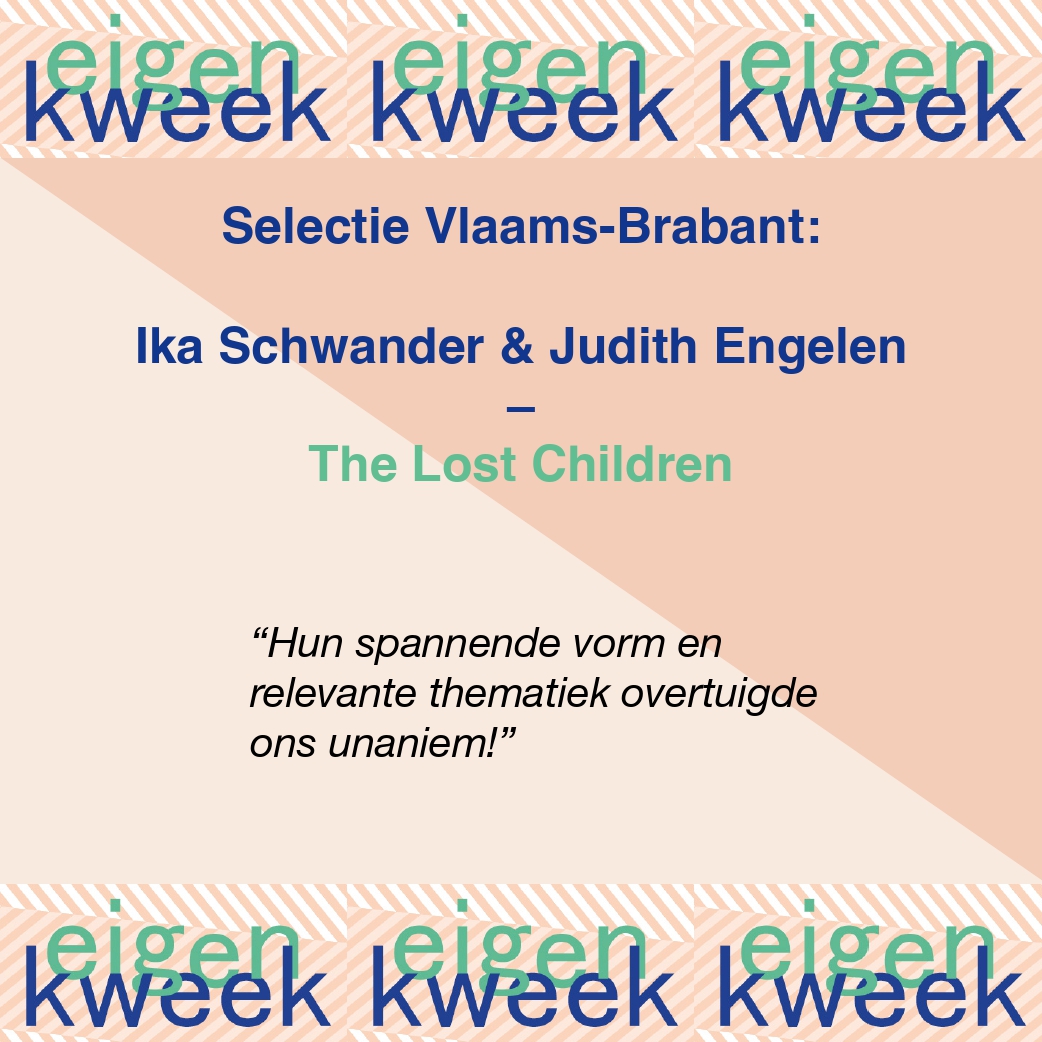 eigen eigen eigen
kweek kweek kweek
Selectie Vlaams-Brabant:
Ika Schwander & Judith Engelen
–
The Lost Children
“Hun spannende vorm en
relevante thematiek overtuigde
ons unaniem!”
eigen eigen eigen
kweek kweek kweek